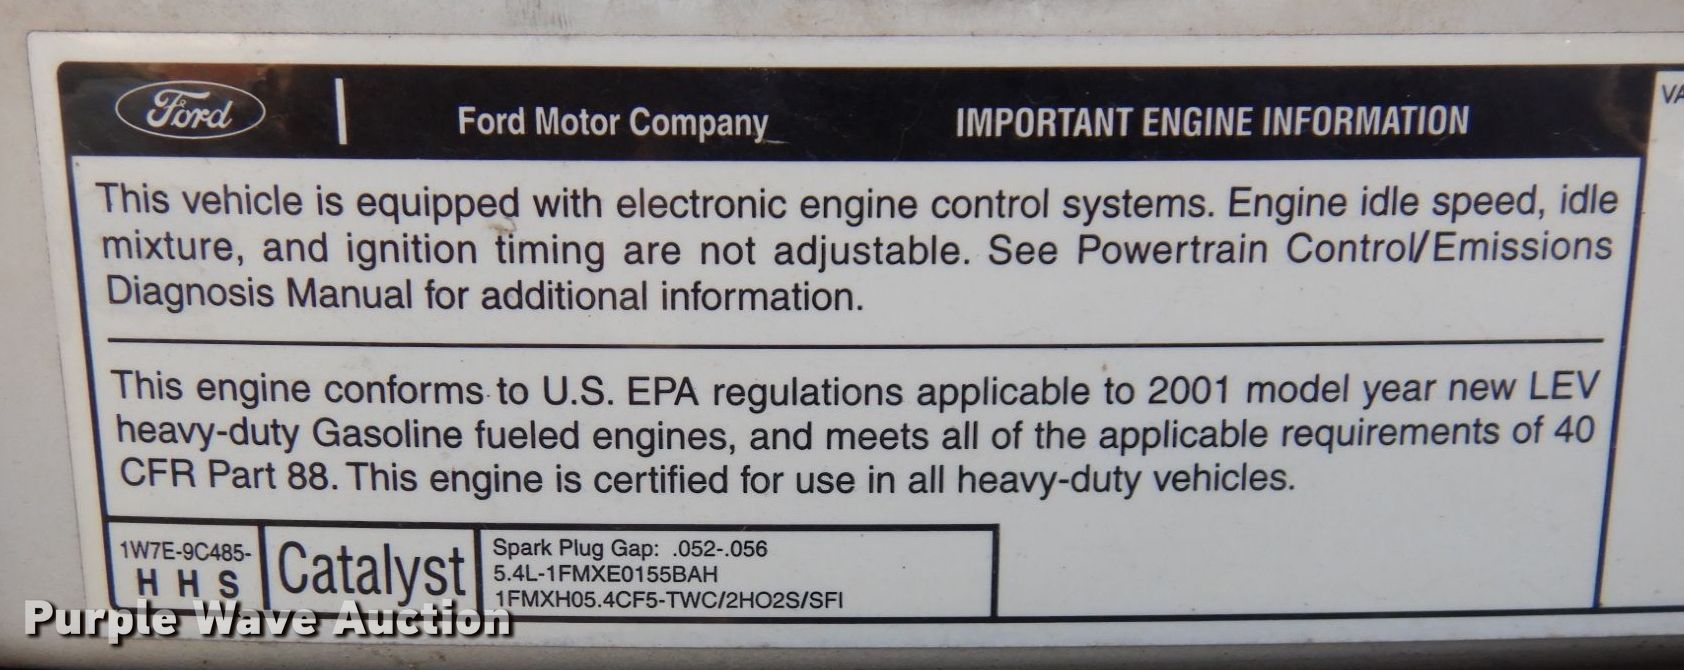 Ford
Ford Motor Company
IMPORTANT ENGINE INFORMATION
VA
This vehicle is equipped with electronic engine control systems. Engine idle speed, idle
mixture, and ignition timing are not adjustable. See Powertrain Control/Emissions
Diagnosis Manual for additional information.
This engine conforms to U.S. EPA regulations applicable to 2001 model year new LEV
heavy-duty Gasoline fueled engines, and meets all of the applicable requirements of 40
CFR Part 88. This engine is certified for use in all heavy-duty vehicles.
1W7E-9C485-
H H S
Catalyst
Spark Plug Gap: .052-.056
5.4L-1FMXE0155BAH
1FMXH05.4CF5-TWC/2HO2S/SFI
Purple Wave Auction